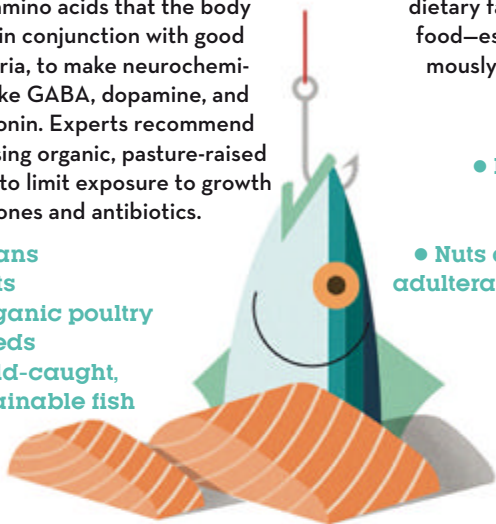 amino acids that the body
in conjunction with good
ria, to make neurochemi-
ke GABA, dopamine, and
onin. Experts recommend
sing organic, pasture-raised
to limit exposure to growth
ones and antibiotics.
ans
ts
ganic poultry
eds
ld-caught,
ainable fish
dietary fa
food—es
mously
● Nuts
adultera